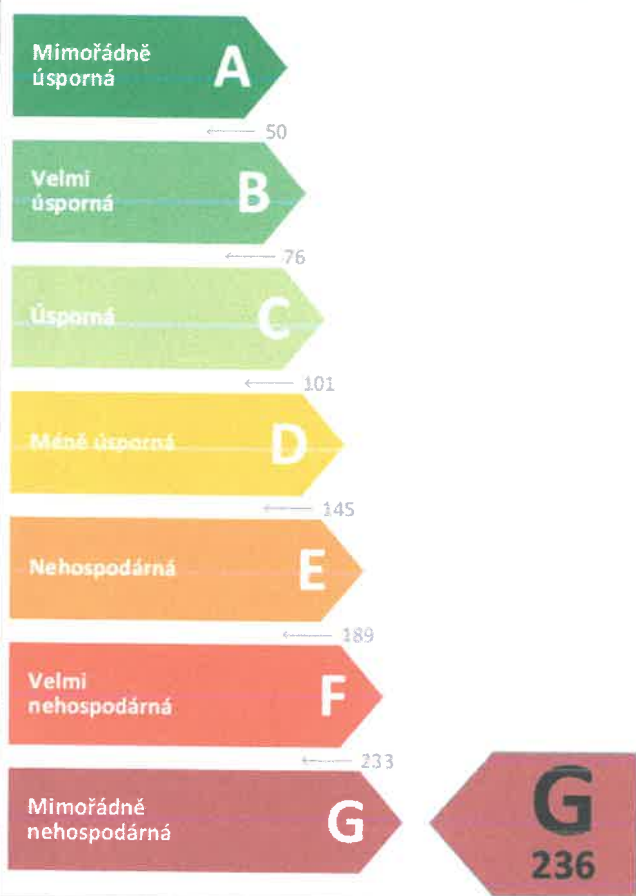 Mimořádně
úsporná
A
← 50
Velmi
úsporná
B
← 76
Úsporná
C
← 101
Méně úsporná
D
← 145
Nehospodárná
E
← 189
Velmi
nehospodárná
F
← 233
Mimořádně
nehospodárná
G
G
236